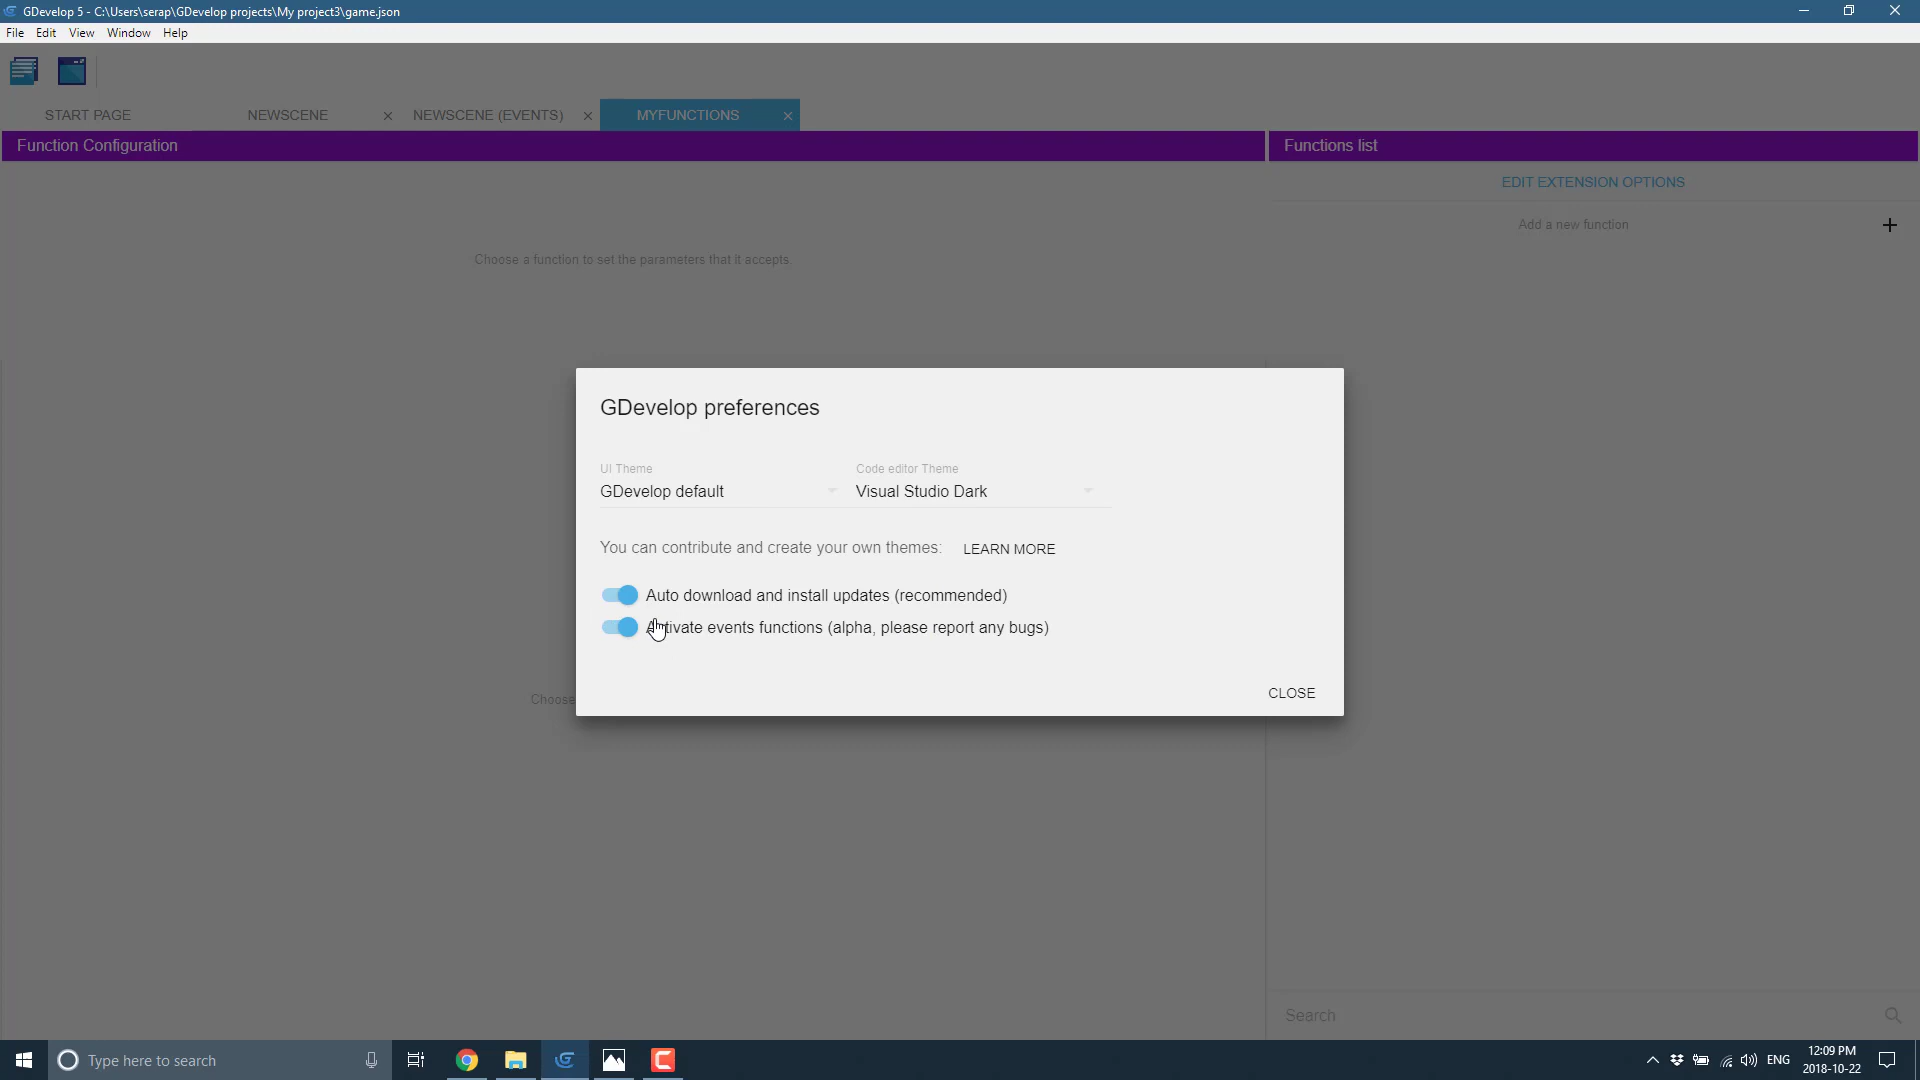 GDevelop 5 - C:\Users\serap\GDevelop projects\My project3\game.json
File Edit View Window Help
START PAGE NEWSCENE NEWSCENE (EVENTS) MYFUNCTIONS
Function Configuration Functions list
EDIT EXTENSION OPTIONS
Add a new function
Choose a function to set the parameters that it accepts.
GDevelop preferences
UI Theme Code editor Theme
GDevelop default Visual Studio Dark
You can contribute and create your own themes: LEARN MORE
Auto download and install updates (recommended)
Activate events functions (alpha, please report any bugs)
Choose
CLOSE
Search
Type here to search
ENG
12:09 PM
2018-10-22